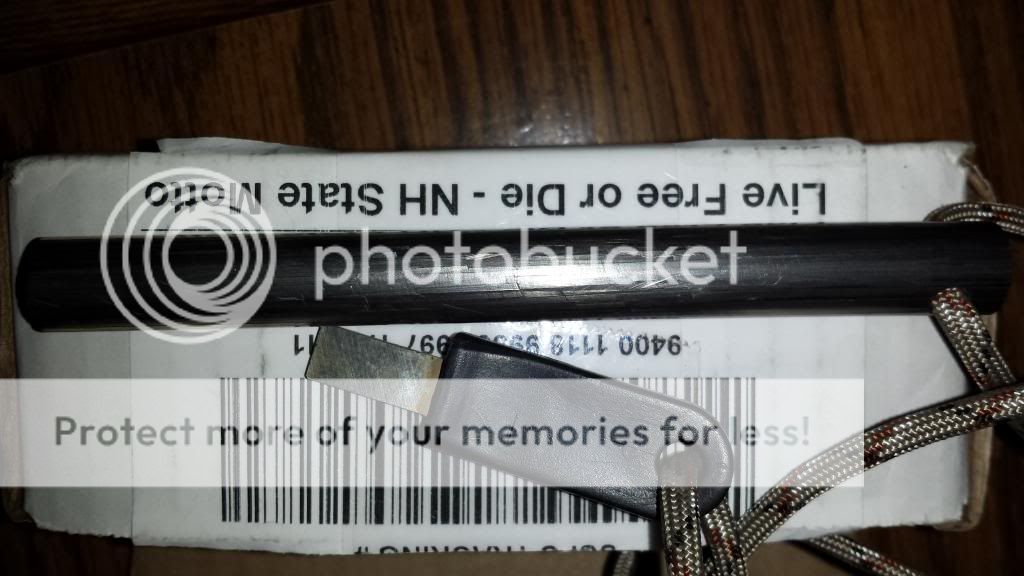 Live Free or Die - NH State Motto
photobucket
9400 1118
Protect more of your memories for less!